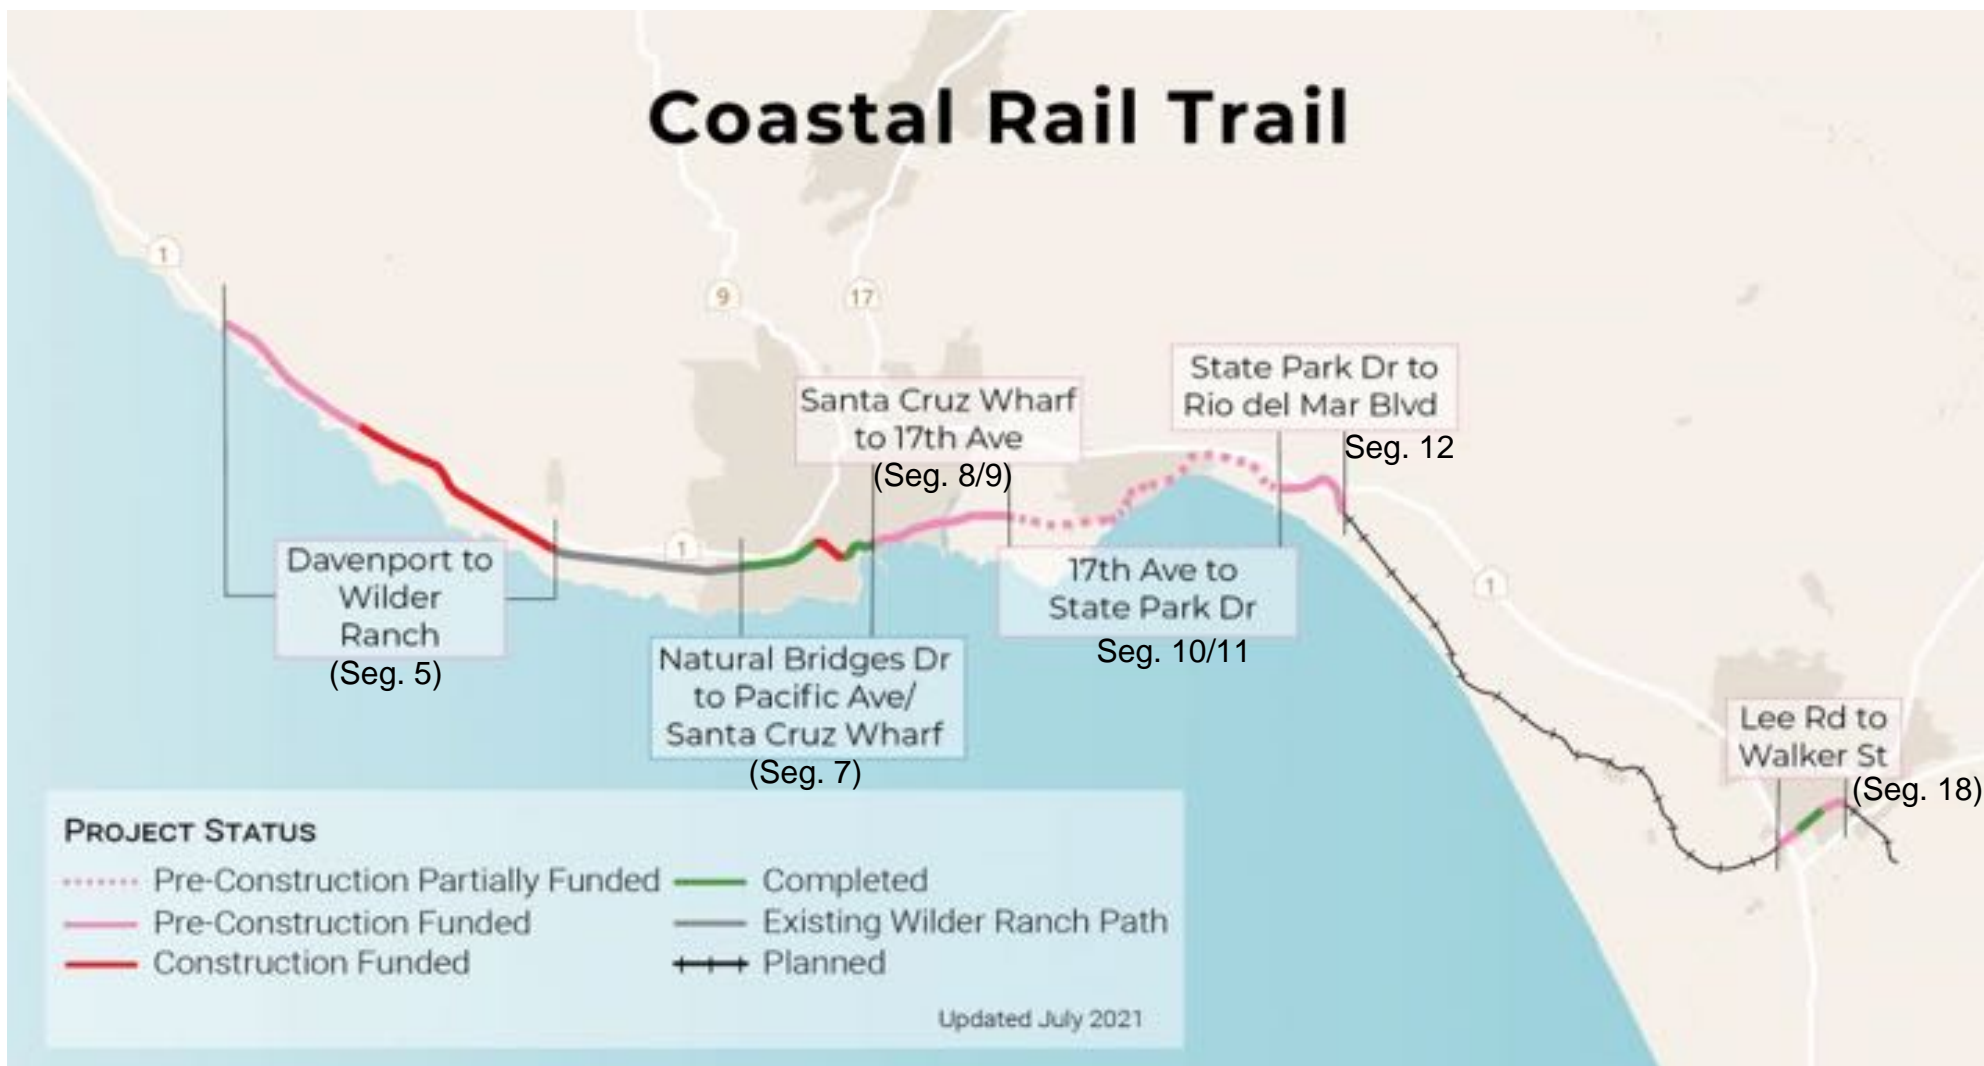 Coastal Rail Trail
1
9
17
State Park Dr to
Rio del Mar Blvd
Seg. 12
Santa Cruz Wharf
to 17th Ave
(Seg. 8/9)
1
Davenport to
Wilder
Ranch
(Seg. 5)
17th Ave to
State Park Dr
Seg. 10/11
1
Natural Bridges Dr
to Pacific Ave/
Santa Cruz Wharf
(Seg. 7)
Lee Rd to
Walker St
(Seg. 18)
PROJECT STATUS
Pre-Construction Partially Funded
Pre-Construction Funded
Construction Funded
Completed
Existing Wilder Ranch Path
Planned
Updated July 2021